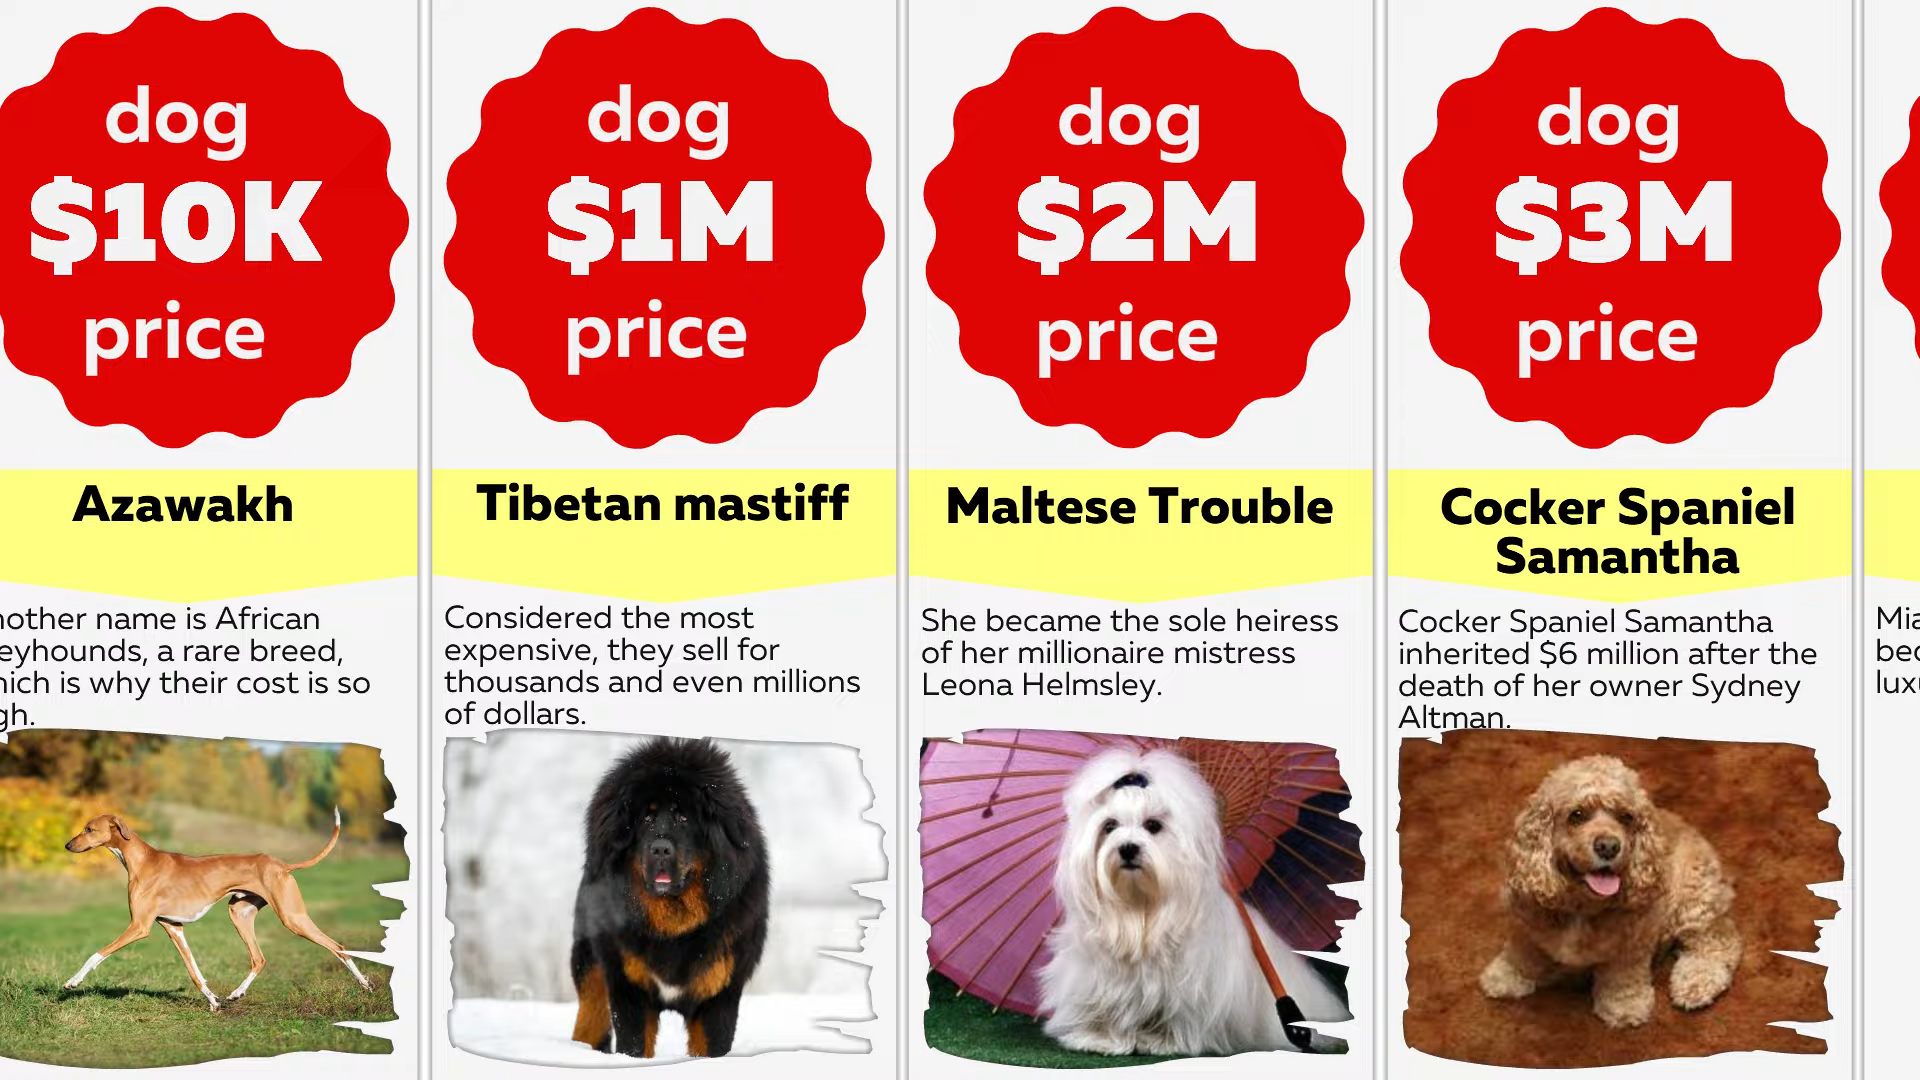 dog
$10K
price
Azawakh
nother name is African
eyhounds, a rare breed,
hich is why their cost is so
gh.
dog
$1M
price
Tibetan mastiff
Considered the most
expensive, they sell for
thousands and even millions
of dollars.
dog
$2M
price
Maltese Trouble
She became the sole heiress
of her millionaire mistress
Leona Helmsley.
dog
$3M
price
Cocker Spaniel
Samantha
Cocker Spaniel Samantha
inherited $6 million after the
death of her owner Sydney
Altman.
Mia
bec
luxu